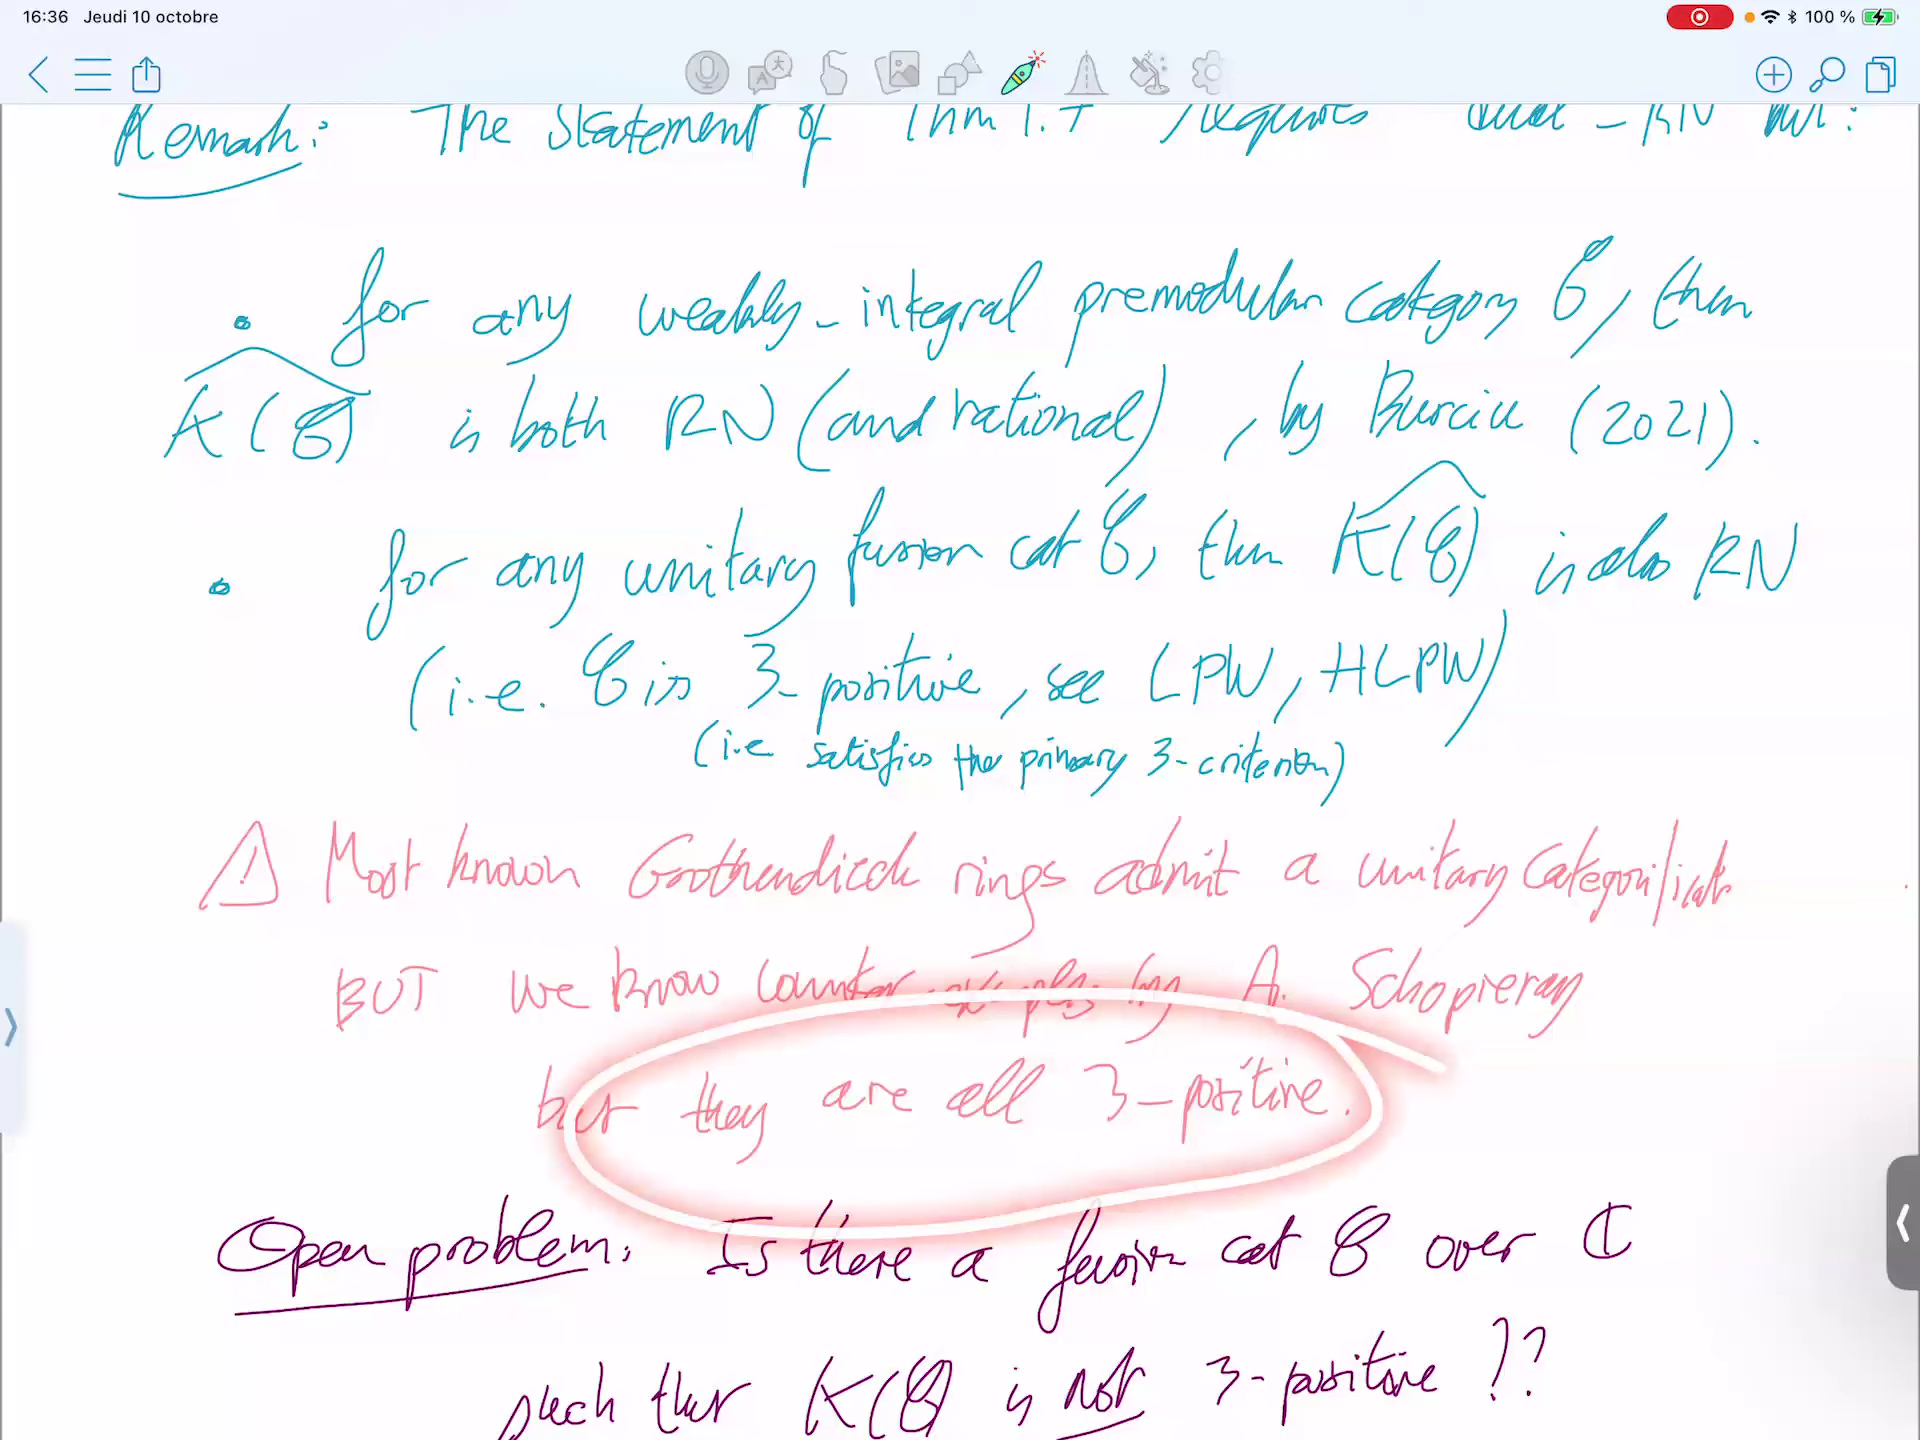 16:36 Jeudi 10 octobre 100 %
Remark: The statement of Thm 1.7 requires dual-RN but:
• for any weakly-integral premodular category 𝒞, then
K̂(𝒞) is both RN (and rational), by Burciu (2021).
• for any unitary fusion cat 𝒞, then K̂(𝒞) is also RN
(i.e. 𝒞 is 3-positive, see LPW, HLPW)
(i.e satisfies the primary 3-criterion)
⚠ Most known Grothendieck rings admit a unitary
BUT we know counter-examples by A. Schopieray
but they are all 3-positive.
Open problem: Is there a fusion cat 𝒞 over ℂ
such that K(𝒞) is not 3-positive ??